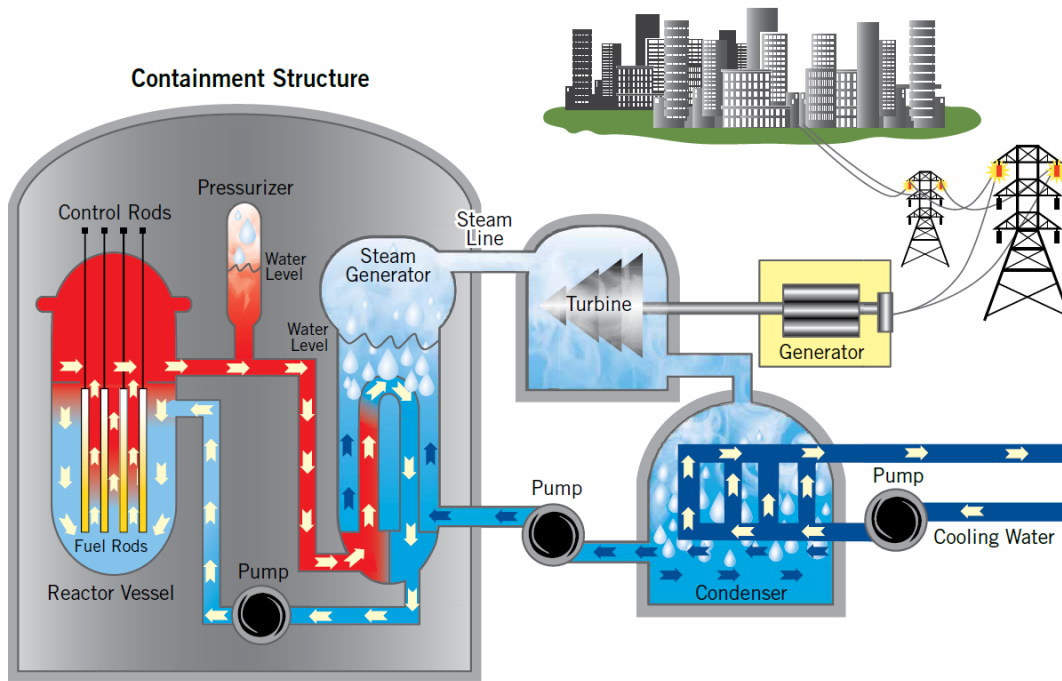 Containment Structure
Pressurizer
Control Rods
Water
Level
Steam
Line
Steam
Generator
Water
Level
Turbine
Generator
Pump
Pump
Cooling Water
Fuel Rods
Pump
Reactor Vessel
Condenser